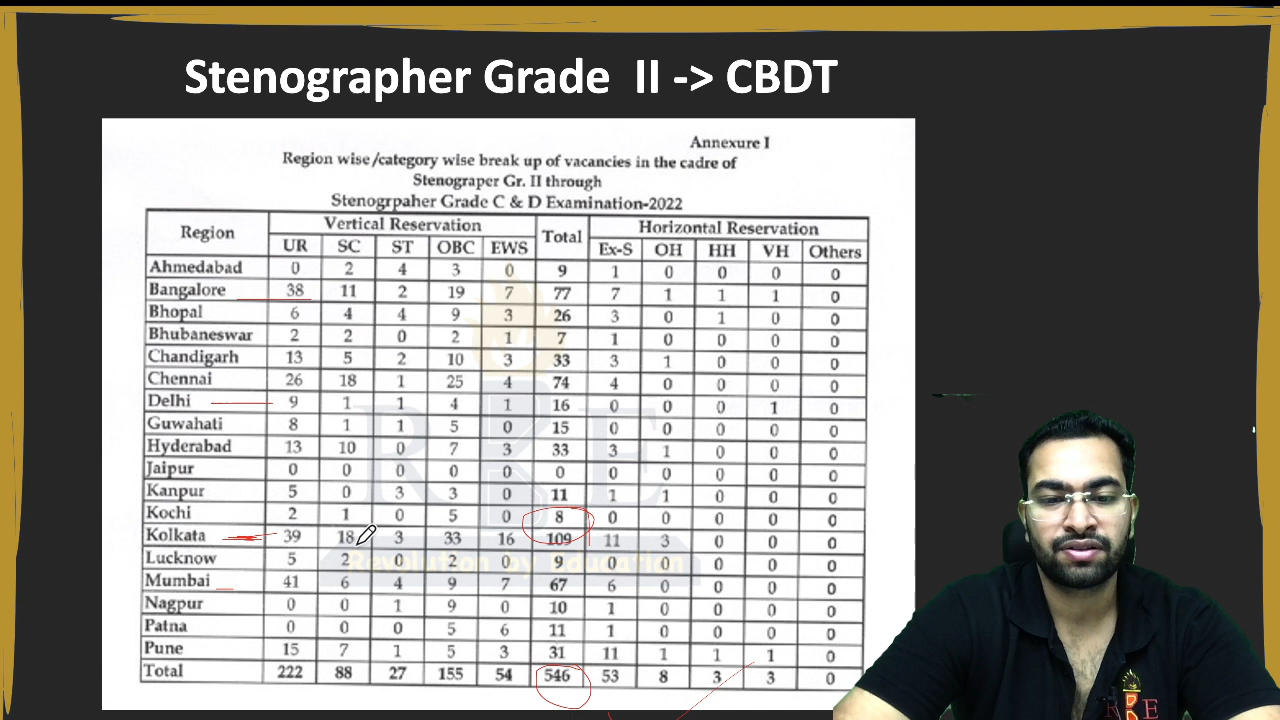 Stenographer Grade II -> CBDT
Annexure I
Region wise/category wise break up of vacancies in the cadre of
Stenograper Gr. II through
Stenogrpaher Grade C & D Examination-2022
Region Vertical Reservation Total Horizontal Reservation
UR SC ST OBC EWS Ex-S OH HH VH Others
Ahmedabad 0 2 4 3 0 9 1 0 0 0 0
Bangalore 38 11 2 19 7 77 7 1 1 1 0
Bhopal 6 4 4 9 3 26 3 0 1 0 0
Bhubaneswar 2 2 0 2 1 7 1 0 0 0 0
Chandigarh 13 5 2 10 3 33 3 1 0 0 0
Chennai 26 18 1 25 4 74 4 0 0 0 0
Delhi 9 1 1 4 1 16 0 0 0 1 0
Guwahati 8 1 1 5 0 15 0 0 0 0 0
Hyderabad 13 10 0 7 3 33 3 1 0 0 0
Jaipur 0 0 0 0 0 0 0 0 0 0 0
Kanpur 5 0 3 3 0 11 1 1 0 0 0
Kochi 2 1 0 5 0 8 0 0 0 0 0
Kolkata 39 18 3 33 16 109 11 3 0 0 0
Lucknow 5 2 0 2 0 9 0 0 0 0 0
Mumbai 41 6 4 9 7 67 6 0 0 0 0
Nagpur 0 0 1 9 0 10 1 0 0 0 0
Patna 0 0 0 5 6 11 1 0 0 0 0
Pune 15 7 1 5 3 31 11 1 1 1 0
Total 222 88 27 155 54 546 53 8 3 3 0
RBE
Revolution by Education
RBE